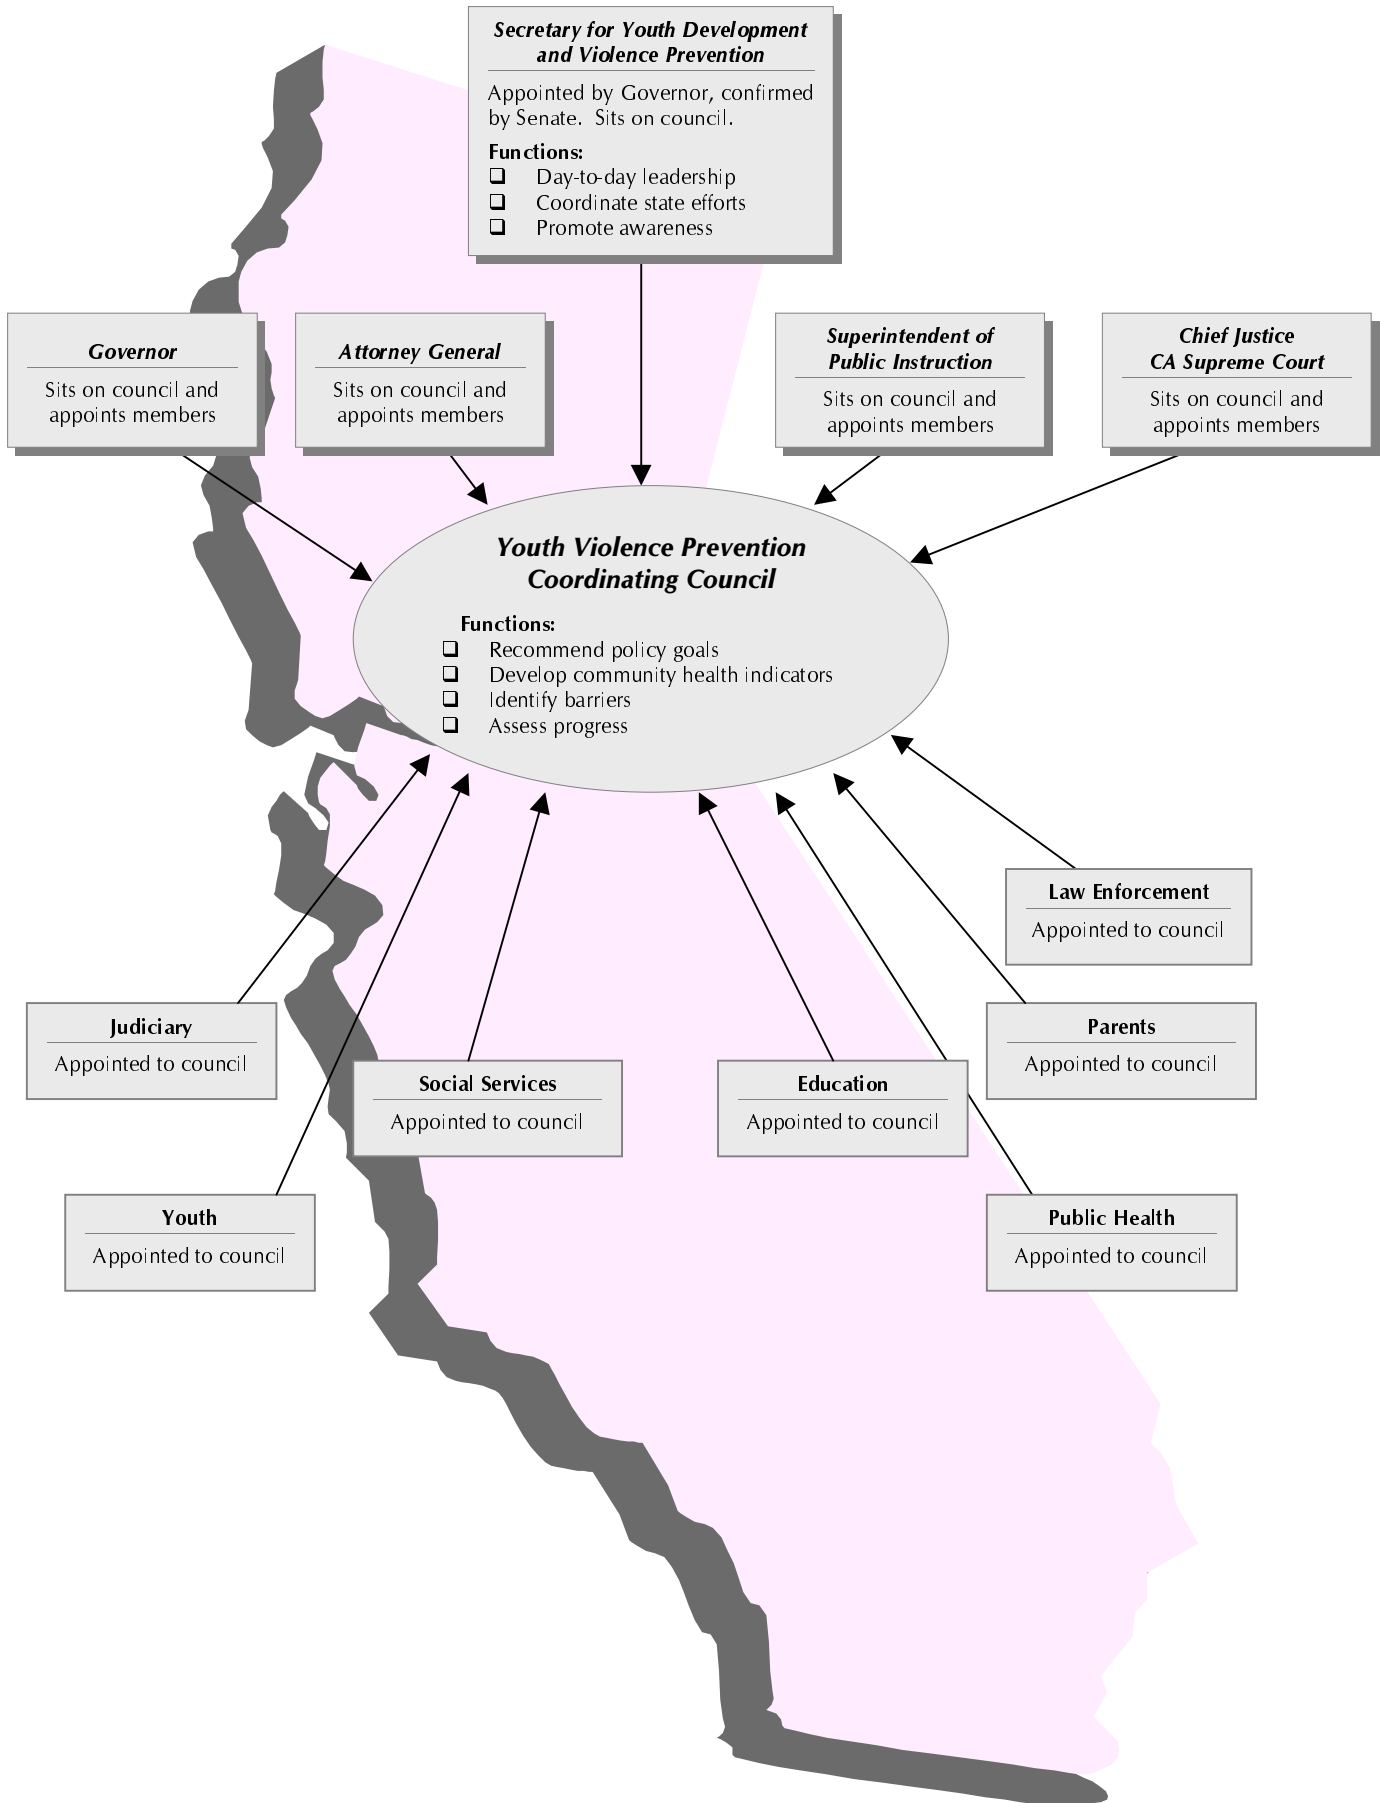 Secretary for Youth Development
and Violence Prevention
Appointed by Governor, confirmed
by Senate. Sits on council.
Functions:
❑ Day-to-day leadership
❑ Coordinate state efforts
❑ Promote awareness
Governor
Sits on council and
appoints members
Attorney General
Sits on council and
appoints members
Superintendent of
Public Instruction
Sits on council and
appoints members
Chief Justice
CA Supreme Court
Sits on council and
appoints members
Youth Violence Prevention
Coordinating Council
Functions:
❑ Recommend policy goals
❑ Develop community health indicators
❑ Identify barriers
❑ Assess progress
Law Enforcement
Appointed to council
Judiciary
Appointed to council
Parents
Appointed to council
Social Services
Appointed to council
Education
Appointed to council
Youth
Appointed to council
Public Health
Appointed to council